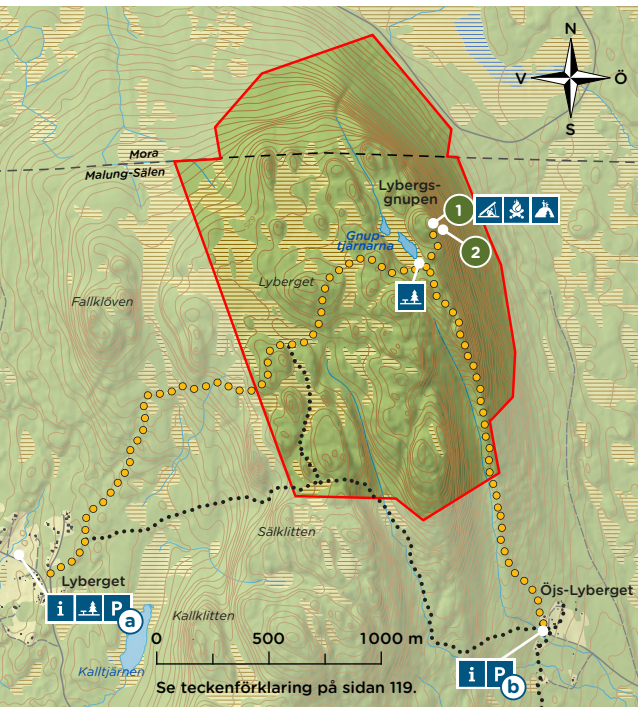 N
V
Ö
S
Mora
Malung-Sälen
Lybergs-
gnupen
1
2
Gnup-
tjärnarna
Lyberget
Fallklöven
Sälklitten
Lyberget
i
P
a
Kallklitten
Kalltjärnen
Öjs-Lyberget
i
P
b
0
500
1000 m
Se teckenförklaring på sidan 119.